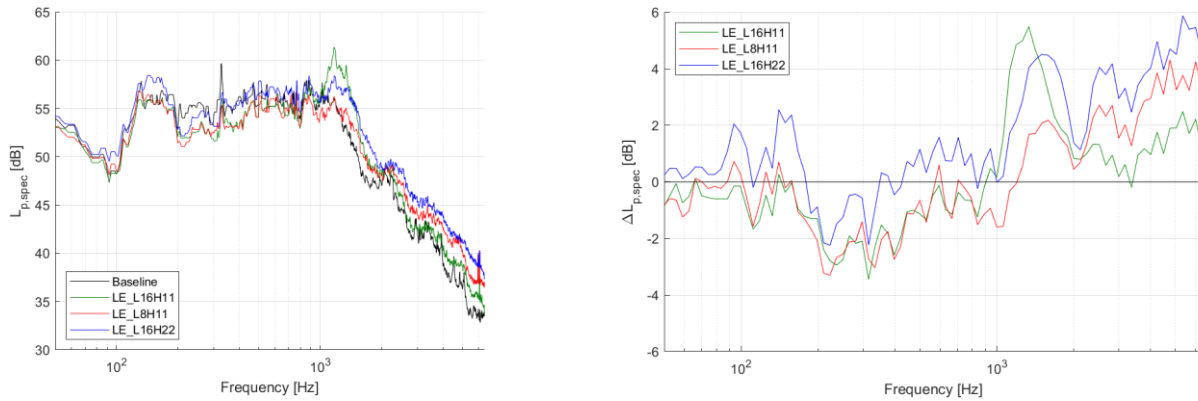 65
60
55
50
45
40
35
30
L_p,spec [dB]
Baseline
LE_L16H11
LE_L8H11
LE_L16H22
10^2
10^3
Frequency [Hz]
6
4
2
0
-2
-4
-6
ΔL_p,spec [dB]
LE_L16H11
LE_L8H11
LE_L16H22
10^2
10^3
Frequency [Hz]